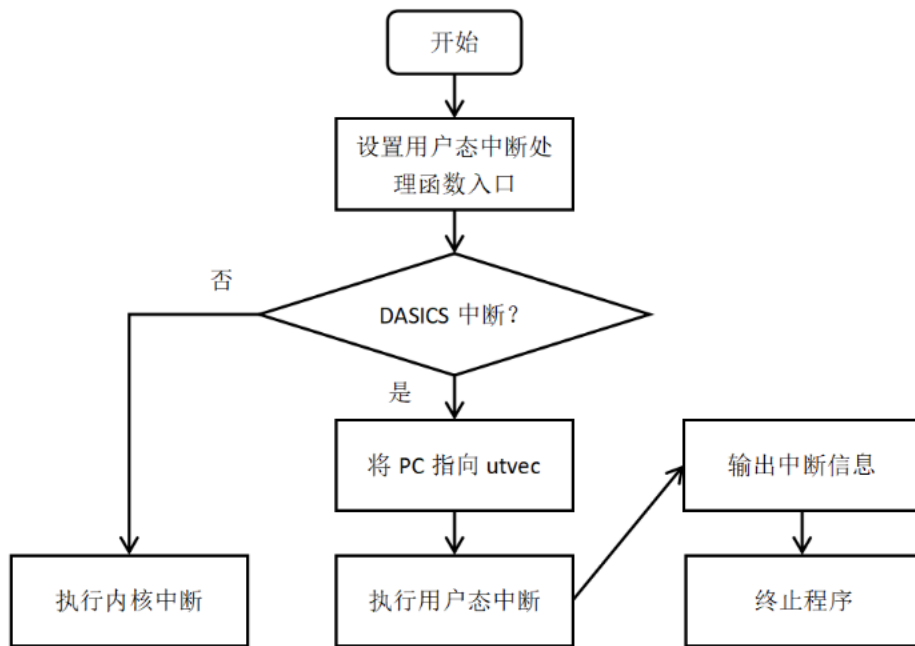 开始
设置用户态中断处
理函数入口
否
DASICS 中断？
是
将 PC 指向 utvec
输出中断信息
执行内核中断
执行用户态中断
终止程序